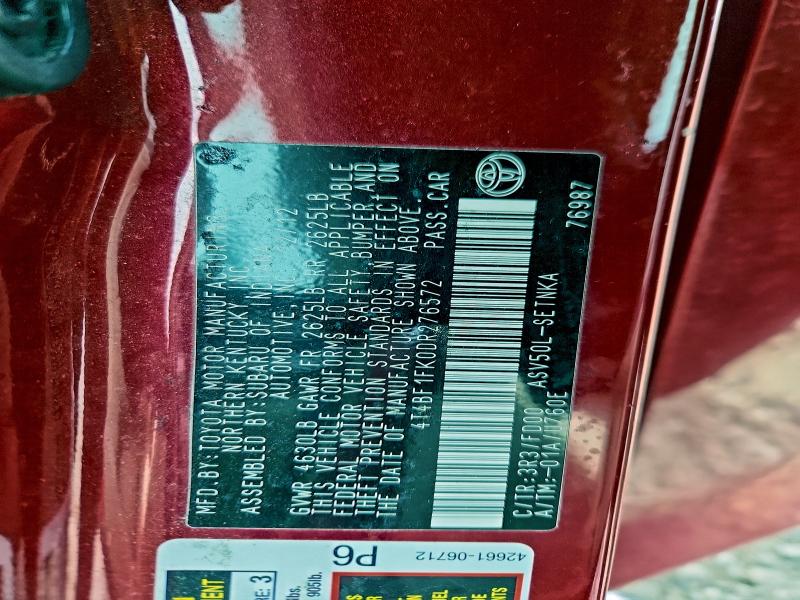 MFD.BY:TOYOTA MOTOR MANUFACTURING
NORTHERN KENTUCKY, INC.
ASSEMBLED BY:SUBARU OF INDIANA
AUTOMOTIVE, INC.
GVWR 4630LB GAWR FR 2625LB RR 2625LB
THIS VEHICLE CONFORMS TO ALL APPLICABLE
FEDERAL MOTOR VEHICLE SAFETY, BUMPER, AND
THEFT PREVENTION STANDARDS IN EFFECT ON
THE DATE OF MANUFACTURE SHOWN ABOVE.
4T4BF1FK0DR276572 PASS.CAR
C/TR:3R3/FD00 ASV50L-SETNKA
ATM:-01A/U760E 76987
P6 42661-06712
3
905lb.